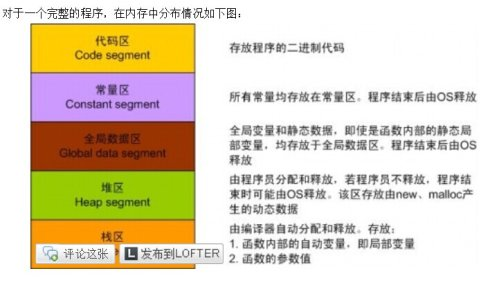 对于一个完整的程序，在内存中分布情况如下图：
代码区
Code segment
存放程序的二进制代码
常量区
Constant segment
所有常量均存放在常量区。程序结束后由OS释放
全局数据区
Global data segment
全局变量和静态数据，即使是函数内部的静态局
部变量，均存放于全局数据区。程序结束后由OS
释放
堆区
Heap segment
由程序员分配和释放，若程序员不释放，程序结
束时可能由OS释放。该区存放由new、malloc产
生的动态数据
栈区
评论这张
发布到LOFTER
由编译器自动分配和释放。存放：
1. 函数内部的自动变量，即局部变量
2. 函数的参数值